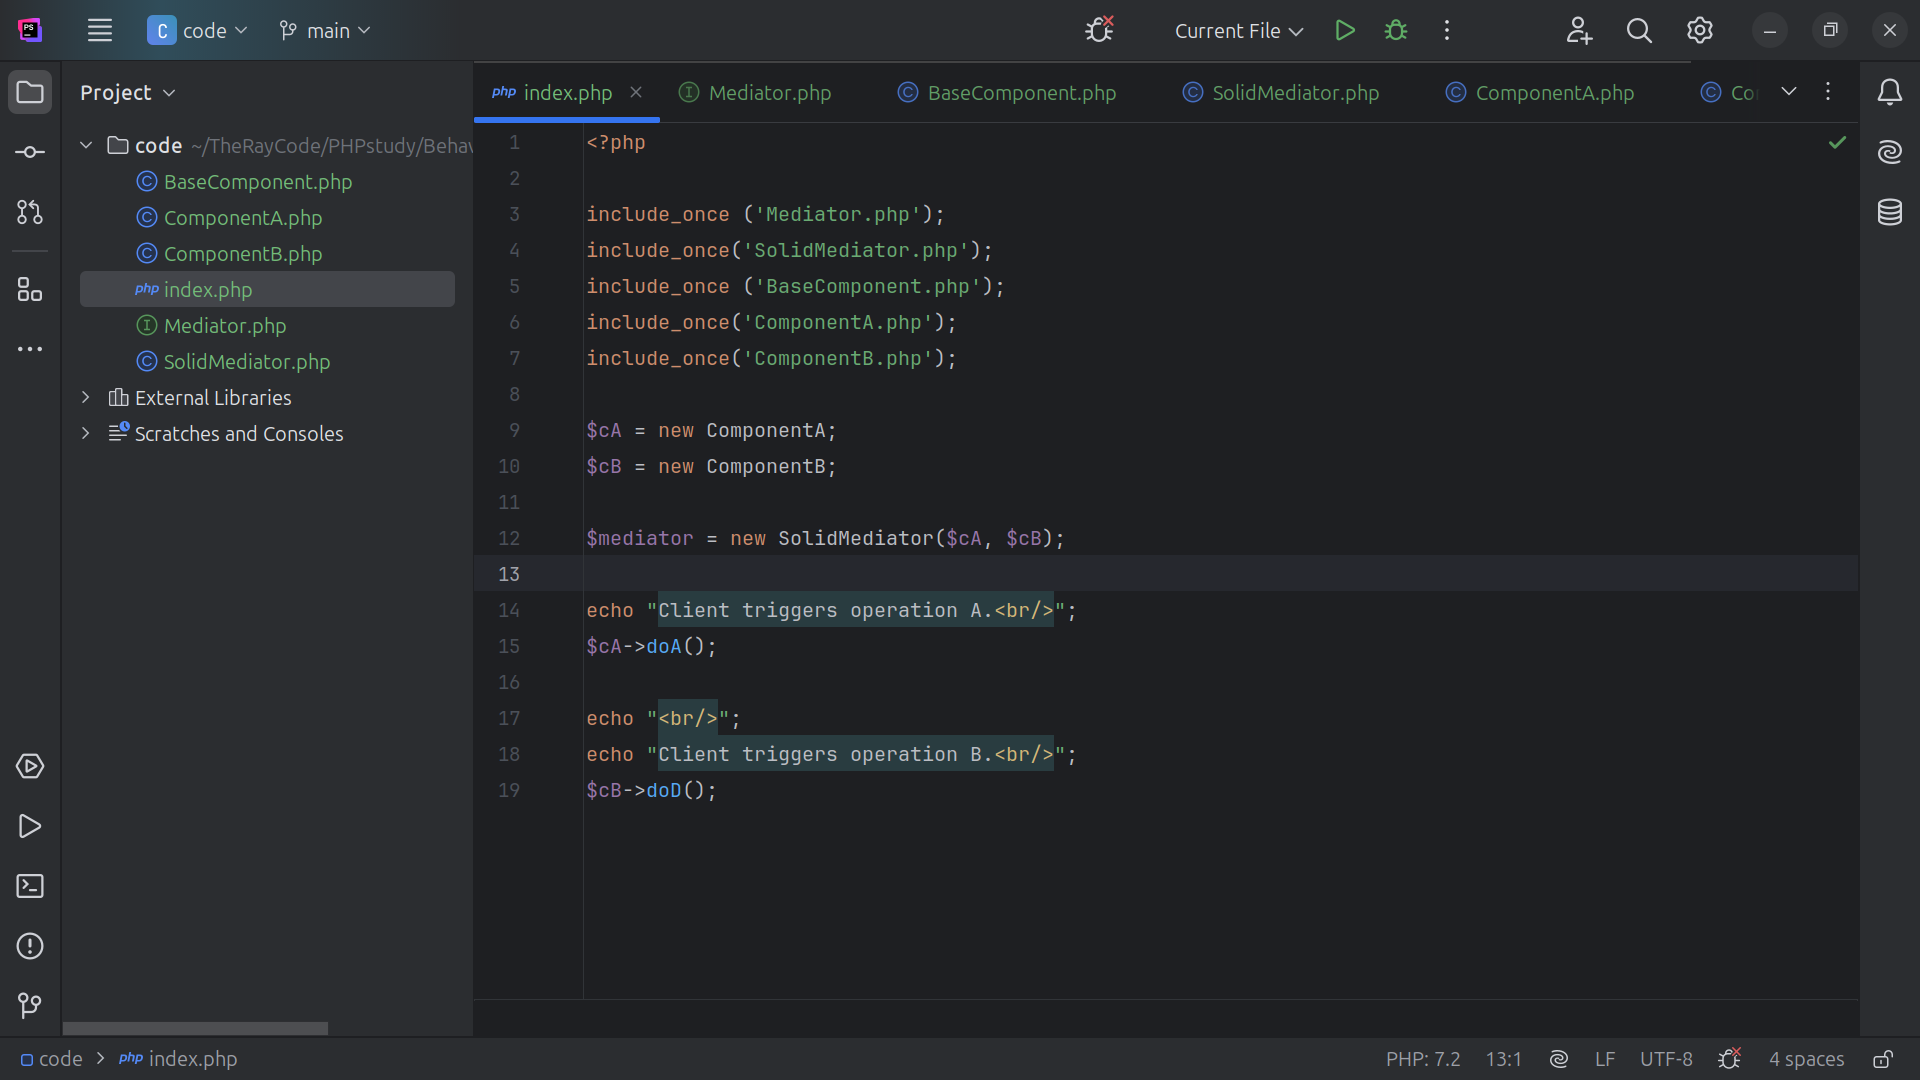 PS
C code main Current File
Project
index.php Mediator.php BaseComponent.php SolidMediator.php ComponentA.php
code ~/TheRayCode/PHPstudy/Behav
BaseComponent.php
ComponentA.php
ComponentB.php
php index.php
Mediator.php
SolidMediator.php
External Libraries
Scratches and Consoles
1 <?php
2
3 include_once ('Mediator.php');
4 include_once('SolidMediator.php');
5 include_once ('BaseComponent.php');
6 include_once('ComponentA.php');
7 include_once('ComponentB.php');
8
9 $cA = new ComponentA;
10 $cB = new ComponentB;
11
12 $mediator = new SolidMediator($cA, $cB);
13
14 echo "Client triggers operation A.<br/>";
15 $cA->doA();
16
17 echo "<br/>";
18 echo "Client triggers operation B.<br/>";
19 $cB->doD();
code > php index.php PHP: 7.2 13:1 LF UTF-8 4 spaces